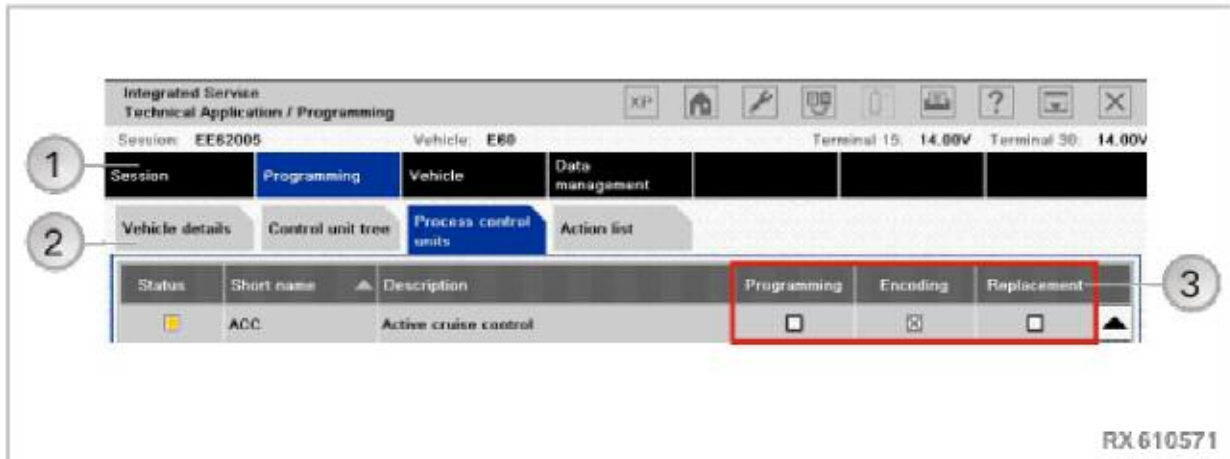 Integrated Service
Technical Application / Programming
XP
?
Session: EE62005 Vehicle: E60 Terminal 15: 14.00V Terminal 30: 14.00V
1
Session Programming Vehicle Data management
2
Vehicle details Control unit tree Process control units Action list
Status Short name Description Programming Encoding Replacement
3
ACC Active cruise control
RX 610571